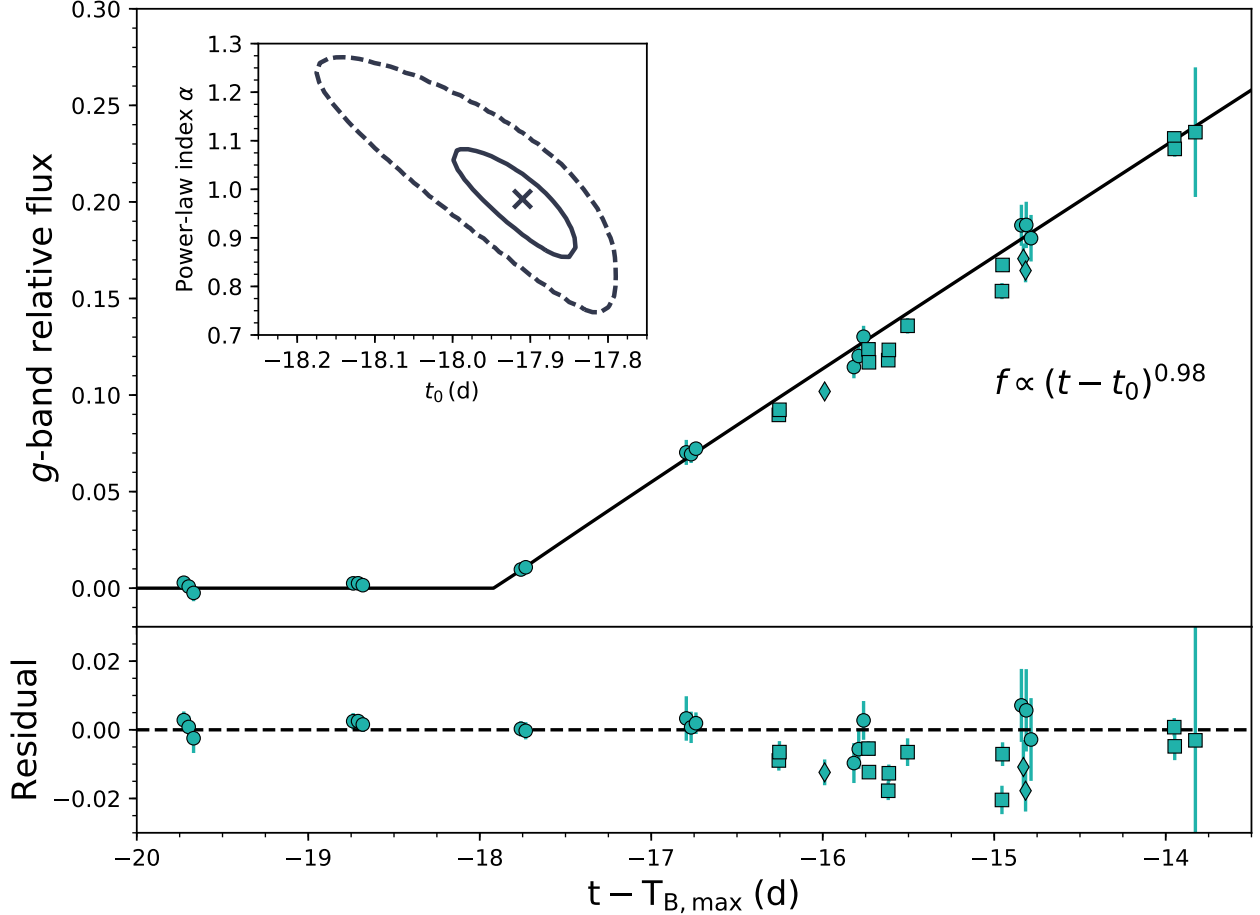 0.30
0.25
0.20
0.15
0.10
0.05
0.00
g-band relative flux
1.3
1.2
1.1
1.0
0.9
0.8
0.7
Power-law index α
−18.2 −18.1 −18.0 −17.9 −17.8
t₀ (d)
f ∝ (t − t₀)^0.98
0.02
0.00
−0.02
Residual
−20 −19 −18 −17 −16 −15 −14
t − T_B, max (d)